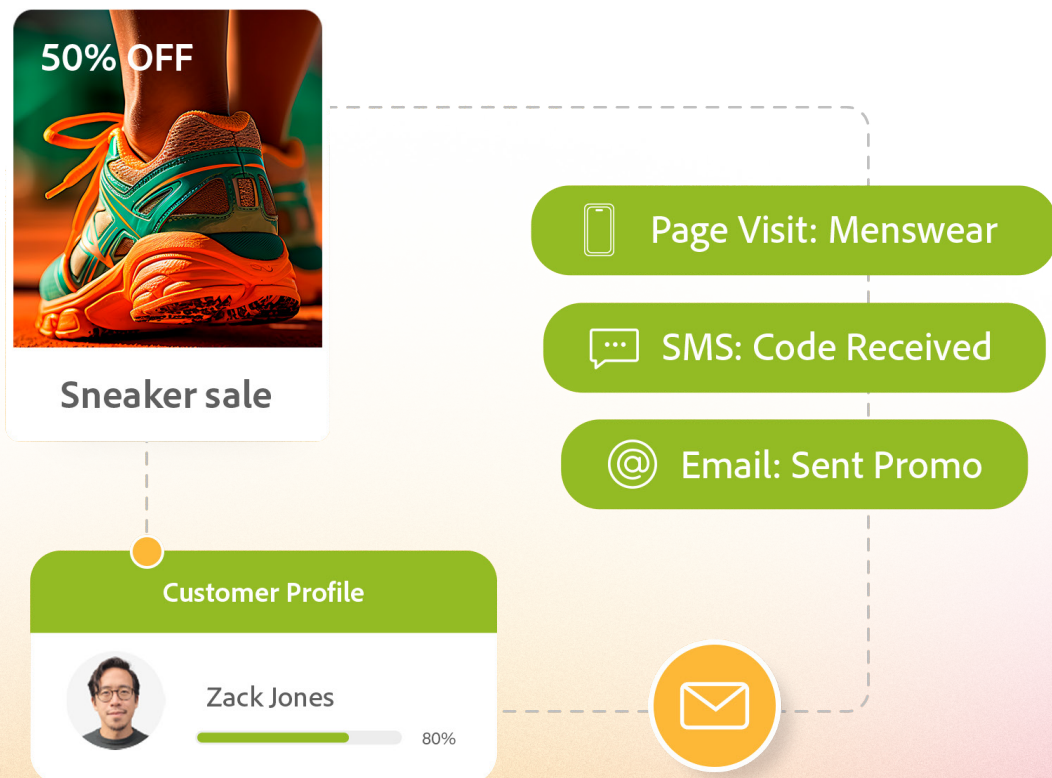 50% OFF
Sneaker sale
Page Visit: Menswear
SMS: Code Received
@ Email: Sent Promo
Customer Profile
Zack Jones
80%